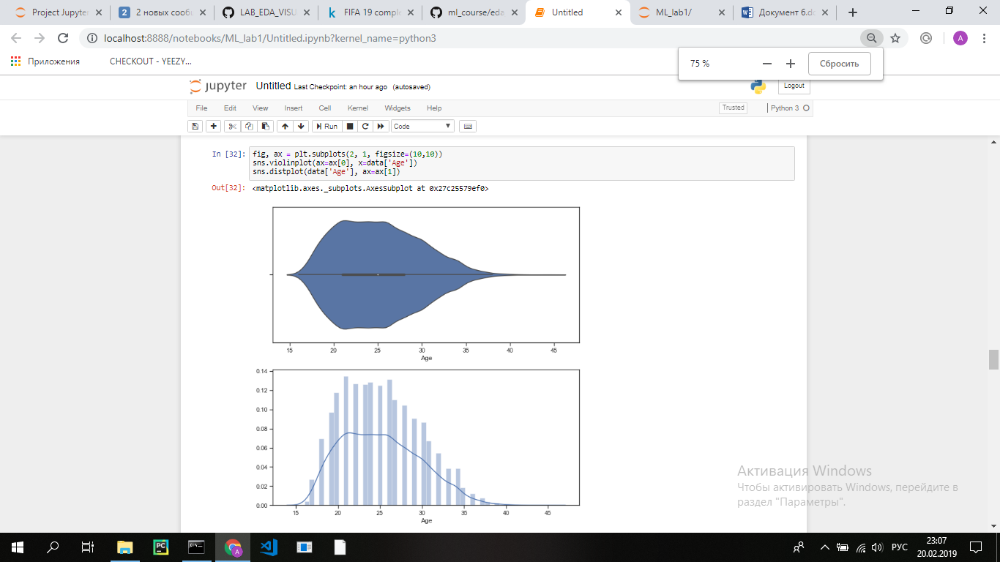 Project Jupyter
2 новых сообщ
LAB_EDA_VISU
FIFA 19 comple
ml_course/eda
Untitled
ML_lab1/
Документ 6.do
localhost:8888/notebooks/ML_lab1/Untitled.ipynb?kernel_name=python3
A
Приложения
CHECKOUT - YEEZY...
75 %
Сбросить
jupyter Untitled Last Checkpoint: an hour ago (autosaved)
Logout
File Edit View Insert Cell Kernel Widgets Help
Trusted
Python 3
Run
Code
In [32]: fig, ax = plt.subplots(2, 1, figsize=(10,10))
sns.violinplot(ax=ax[0], x=data['Age'])
sns.distplot(data['Age'], ax=ax[1])
Out[32]: <matplotlib.axes._subplots.AxesSubplot at 0x27c25579ef0>
15 20 25 30 35 40 45
Age
0.14
0.12
0.10
0.08
0.06
0.04
0.02
0.00
15 20 25 30 35 40 45
Age
Активация Windows
Чтобы активировать Windows, перейдите в
раздел "Параметры".
РУС
23:07
20.02.2019